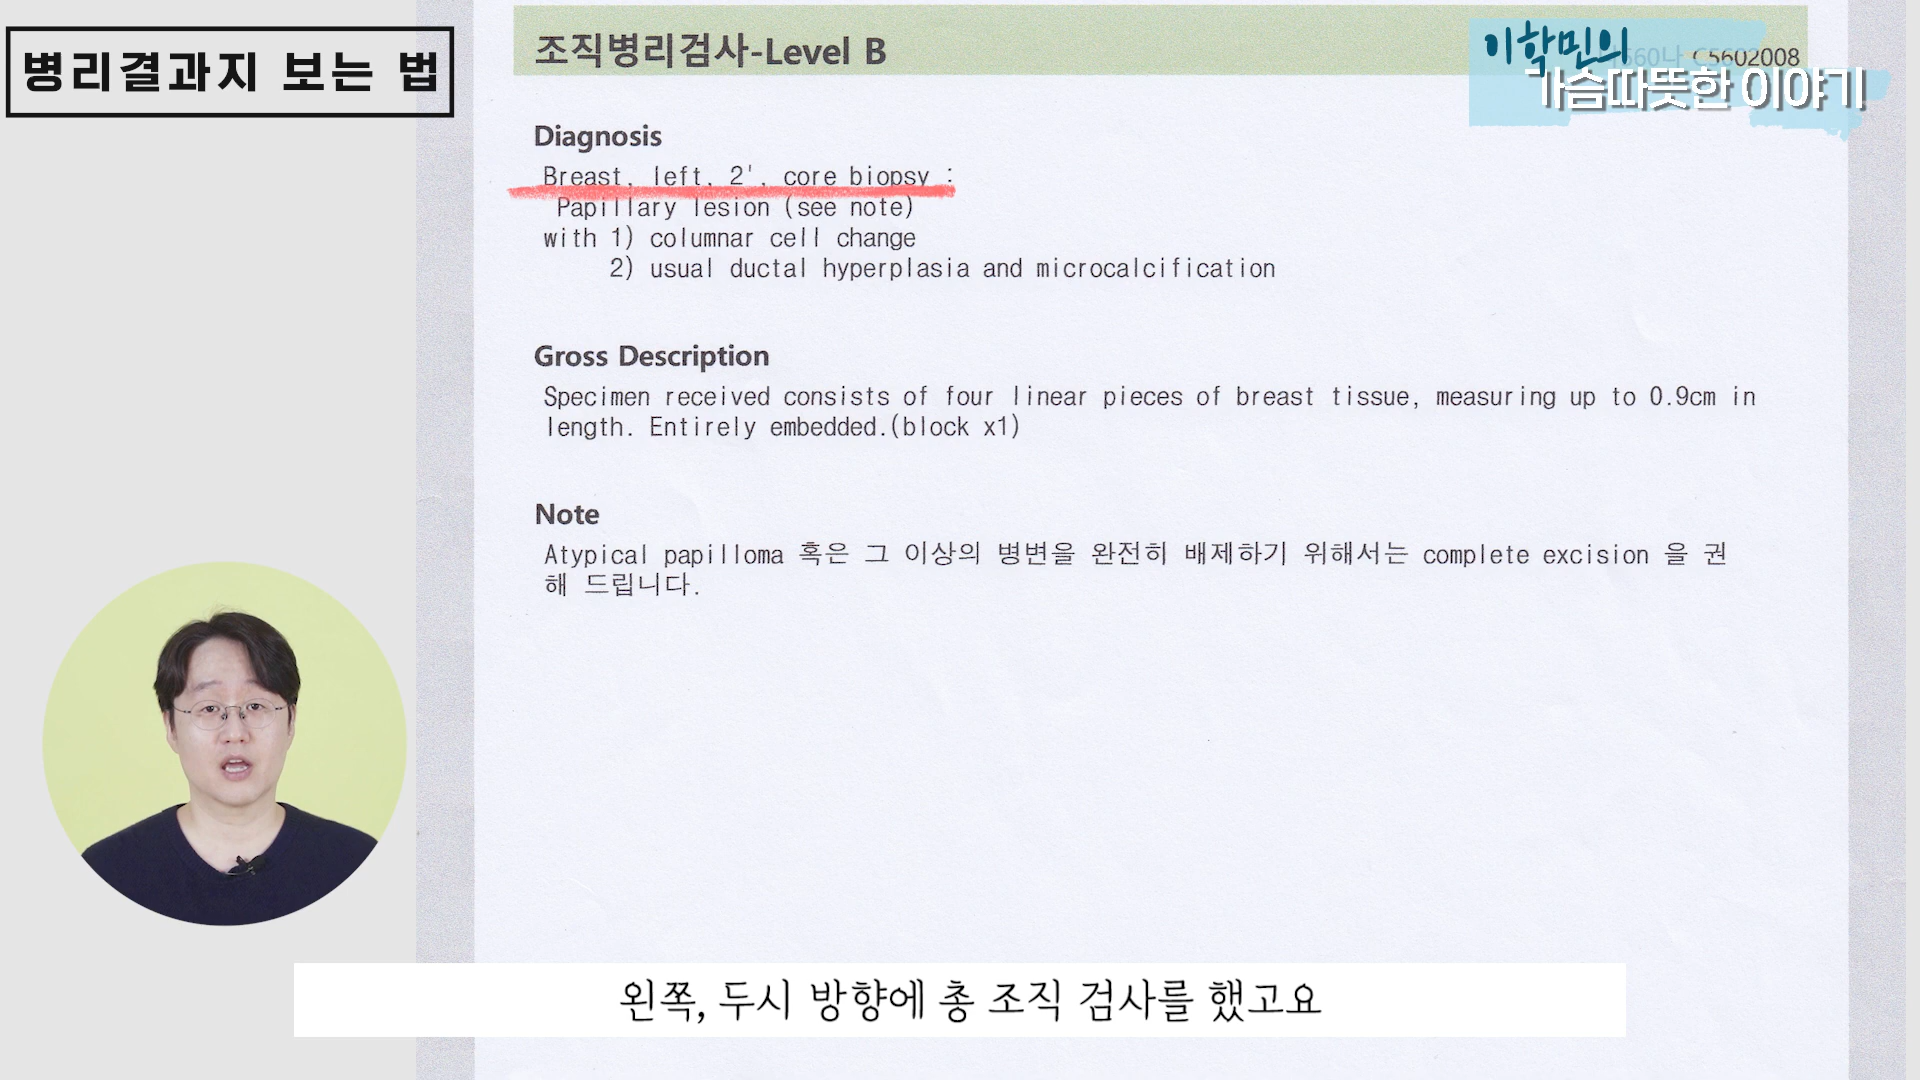 병리결과지 보는 법
조직병리검사-Level B
C5602008
이학민의
가슴따뜻한 이야기
Diagnosis
Breast, left, 2', core biopsy :
Papillary lesion (see note)
with 1) columnar cell change
2) usual ductal hyperplasia and microcalcification
Gross Description
Specimen received consists of four linear pieces of breast tissue, measuring up to 0.9cm in
length. Entirely embedded.(block x1)
Note
Atypical papilloma 혹은 그 이상의 병변을 완전히 배제하기 위해서는 complete excision 을 권
해 드립니다.
왼쪽, 두시 방향에 총 조직 검사를 했고요